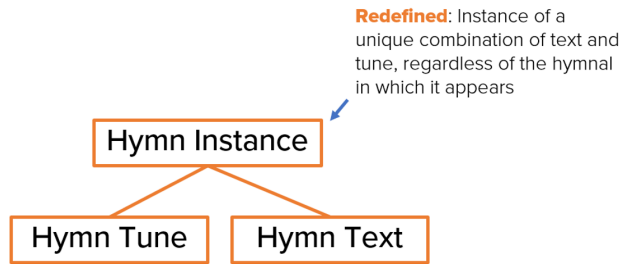 Redefined: Instance of a
unique combination of text and
tune, regardless of the hymnal
in which it appears
Hymn Instance
Hymn Tune
Hymn Text